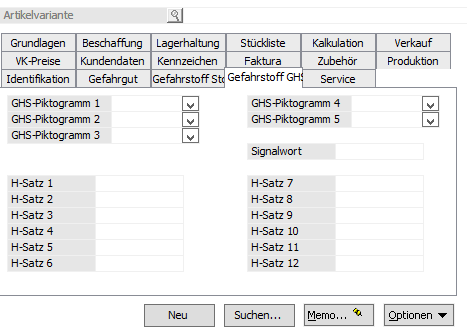 Artikelvariante
Grundlagen Beschaffung Lagerhaltung Stückliste Kalkulation Verkauf
VK-Preise Kundendaten Kennzeichen Faktura Zubehör Produktion
Identifikation Gefahrgut Gefahrstoff Sto Gefahrstoff GHS Service
GHS-Piktogramm 1 GHS-Piktogramm 4
GHS-Piktogramm 2 GHS-Piktogramm 5
GHS-Piktogramm 3
Signalwort
H-Satz 1 H-Satz 7
H-Satz 2 H-Satz 8
H-Satz 3 H-Satz 9
H-Satz 4 H-Satz 10
H-Satz 5 H-Satz 11
H-Satz 6 H-Satz 12
Neu Suchen... Memo... Optionen